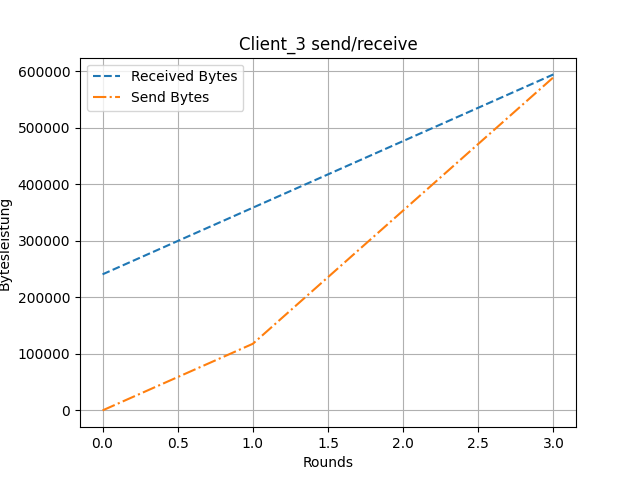 Client_3 send/receive
Received Bytes
Send Bytes
600000
500000
400000
300000
200000
100000
0
Bytesleistung
0.0 0.5 1.0 1.5 2.0 2.5 3.0
Rounds